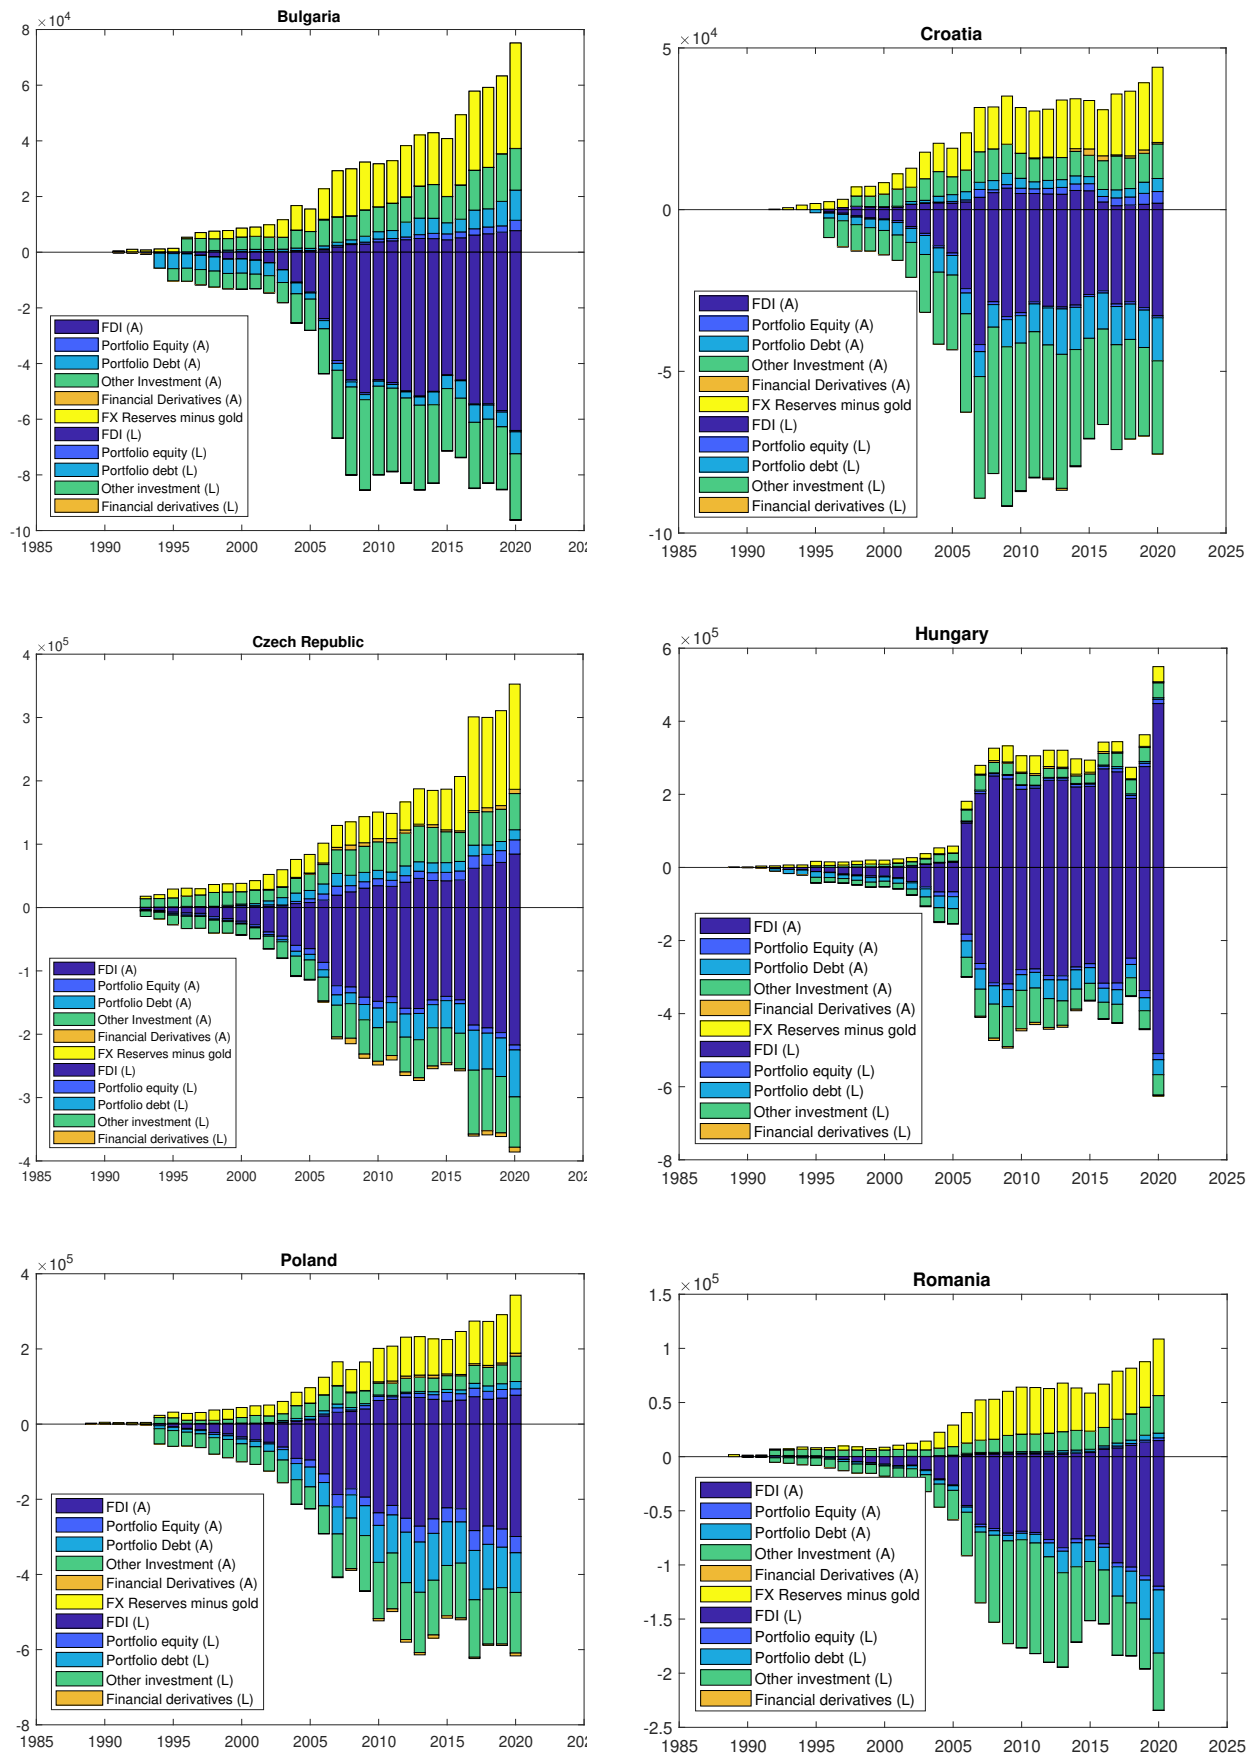 Bulgaria
×10^4
8
6
4
2
0
-2
-4
-6
-8
-10
FDI (A)
Portfolio Equity (A)
Portfolio Debt (A)
Other Investment (A)
Financial Derivatives (A)
FX Reserves minus gold
FDI (L)
Portfolio equity (L)
Portfolio debt (L)
Other investment (L)
Financial derivatives (L)
1985 1990 1995 2000 2005 2010 2015 2020 202
Croatia
×10^4
5
0
-5
-10
FDI (A)
Portfolio Equity (A)
Portfolio Debt (A)
Other Investment (A)
Financial Derivatives (A)
FX Reserves minus gold
FDI (L)
Portfolio equity (L)
Portfolio debt (L)
Other investment (L)
Financial derivatives (L)
1985 1990 1995 2000 2005 2010 2015 2020 2025
Czech Republic
×10^5
4
3
2
1
0
-1
-2
-3
-4
FDI (A)
Portfolio Equity (A)
Portfolio Debt (A)
Other Investment (A)
Financial Derivatives (A)
FX Reserves minus gold
FDI (L)
Portfolio equity (L)
Portfolio debt (L)
Other investment (L)
Financial derivatives (L)
1985 1990 1995 2000 2005 2010 2015 2020 202
Hungary
×10^5
6
4
2
0
-2
-4
-6
-8
FDI (A)
Portfolio Equity (A)
Portfolio Debt (A)
Other Investment (A)
Financial Derivatives (A)
FX Reserves minus gold
FDI (L)
Portfolio equity (L)
Portfolio debt (L)
Other investment (L)
Financial derivatives (L)
1985 1990 1995 2000 2005 2010 2015 2020 2025
Poland
×10^5
4
2
0
-2
-4
-6
-8
FDI (A)
Portfolio Equity (A)
Portfolio Debt (A)
Other Investment (A)
Financial Derivatives (A)
FX Reserves minus gold
FDI (L)
Portfolio equity (L)
Portfolio debt (L)
Other investment (L)
Financial derivatives (L)
1985 1990 1995 2000 2005 2010 2015 2020 202
Romania
×10^5
1.5
1
0.5
0
-0.5
-1
-1.5
-2
-2.5
FDI (A)
Portfolio Equity (A)
Portfolio Debt (A)
Other Investment (A)
Financial Derivatives (A)
FX Reserves minus gold
FDI (L)
Portfolio equity (L)
Portfolio debt (L)
Other investment (L)
Financial derivatives (L)
1985 1990 1995 2000 2005 2010 2015 2020 2025